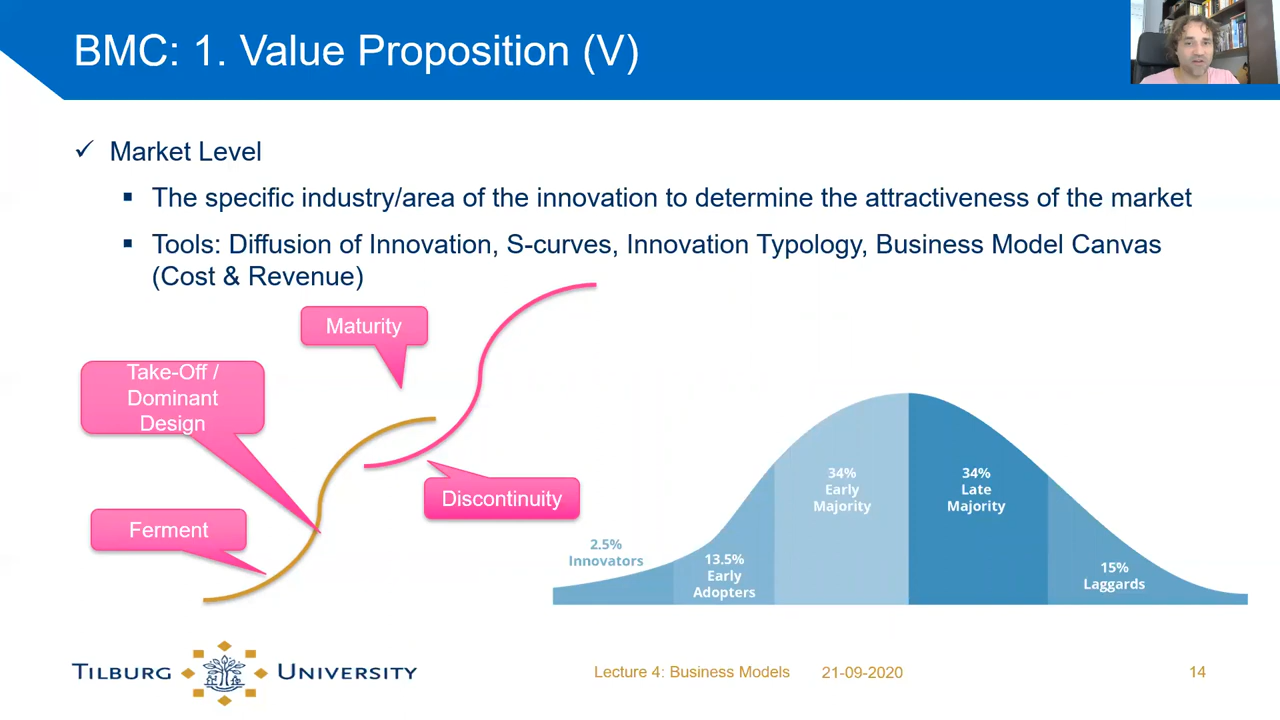 BMC: 1. Value Proposition (V)
✓ Market Level
▪ The specific industry/area of the innovation to determine the attractiveness of the market
▪ Tools: Diffusion of Innovation, S-curves, Innovation Typology, Business Model Canvas
(Cost & Revenue)
Maturity
Take-Off /
Dominant
Design
Discontinuity
Ferment
2.5%
Innovators
13.5%
Early
Adopters
34%
Early
Majority
34%
Late
Majority
15%
Laggards
TILBURG UNIVERSITY
Lecture 4: Business Models
21-09-2020
14